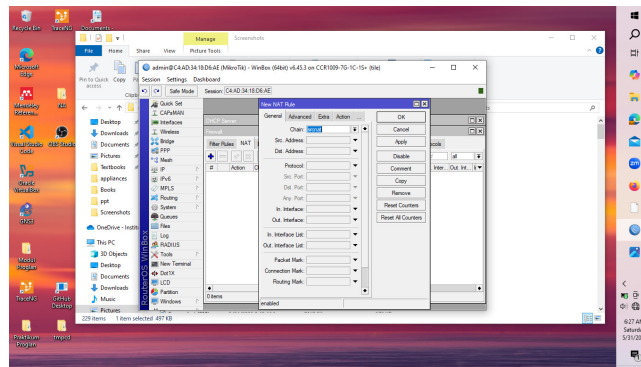 Recycle Bin
TraceNG
Documents
Manage
Screenshots
File
Home
Share
View
Picture Tools
Microsoft Edge
Pin to Quick access
Copy
admin@C4:AD:34:18:D6:AE (MikroTik) - WinBox (64bit) v6.45.3 on CCR1009-7G-1C-1S+ (tile)
Session Settings Dashboard
Safe Mode
Session: C4:AD:34:18:D6:AE
Quick Set
CAPsMAN
Interfaces
Wireless
Bridge
PPP
Mesh
IP
IPv6
MPLS
Routing
System
Queues
Files
Log
RADIUS
Tools
New Terminal
Dot1X
LCD
Partition
Windows
RouterOS WinBox
DHCP Server
Firewall
Filter Rules
NAT
#
Action
all
0 items
New NAT Rule
General
Advanced
Extra
Action
...
Chain: srcnat
Src. Address:
Dst. Address:
Protocol:
Src. Port:
Dst. Port:
Any. Port:
In. Interface:
Out. Interface:
In. Interface List:
Out. Interface List:
Packet Mark:
Connection Mark:
Routing Mark:
enabled
OK
Cancel
Apply
Disable
Comment
Copy
Remove
Reset Counters
Reset All Counters
Desktop
Downloads
Documents
Pictures
Textbooks
appliances
Books
ppt
Screenshots
This PC
3D Objects
Desktop
Documents
Downloads
Music
Pictures
229 items
1 item selected 497 KB
Visual Studio Code
OBS Studio
Oracle VirtualBox
GNS3
Modul
TraceNG
GitHub Desktop
Praktikum
tmpcd
zm
6:27 AM